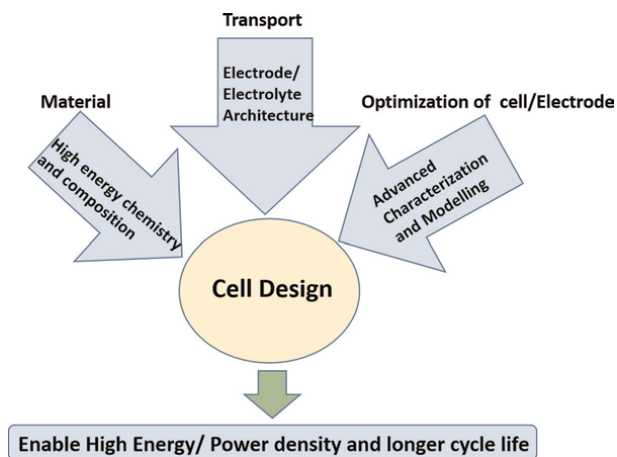 Transport
Electrode/
Electrolyte
Architecture
Material
High energy chemistry
and composition
Optimization of cell/Electrode
Advanced
Characterization
and Modelling
Cell Design
Enable High Energy/ Power density and longer cycle life